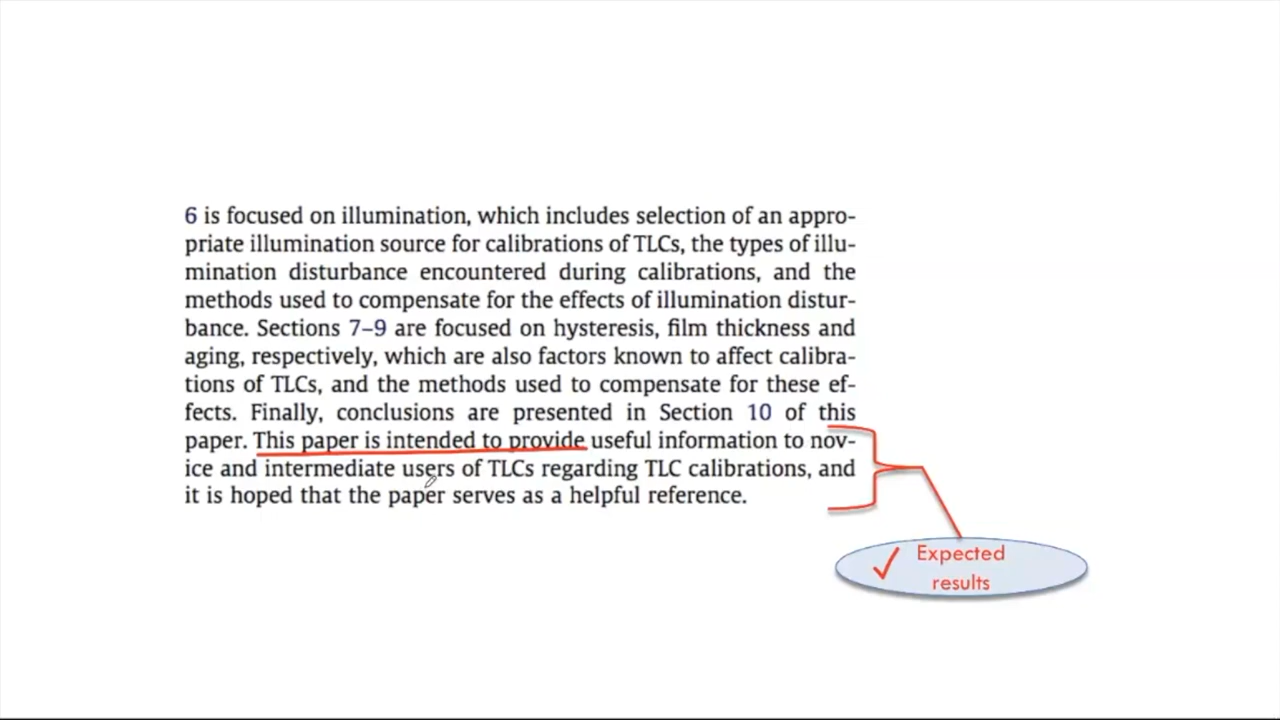 6 is focused on illumination, which includes selection of an appro-
priate illumination source for calibrations of TLCs, the types of illu-
mination disturbance encountered during calibrations, and the
methods used to compensate for the effects of illumination distur-
bance. Sections 7–9 are focused on hysteresis, film thickness and
aging, respectively, which are also factors known to affect calibra-
tions of TLCs, and the methods used to compensate for these ef-
fects. Finally, conclusions are presented in Section 10 of this
paper. This paper is intended to provide useful information to nov-
ice and intermediate users of TLCs regarding TLC calibrations, and
it is hoped that the paper serves as a helpful reference.
Expected
results